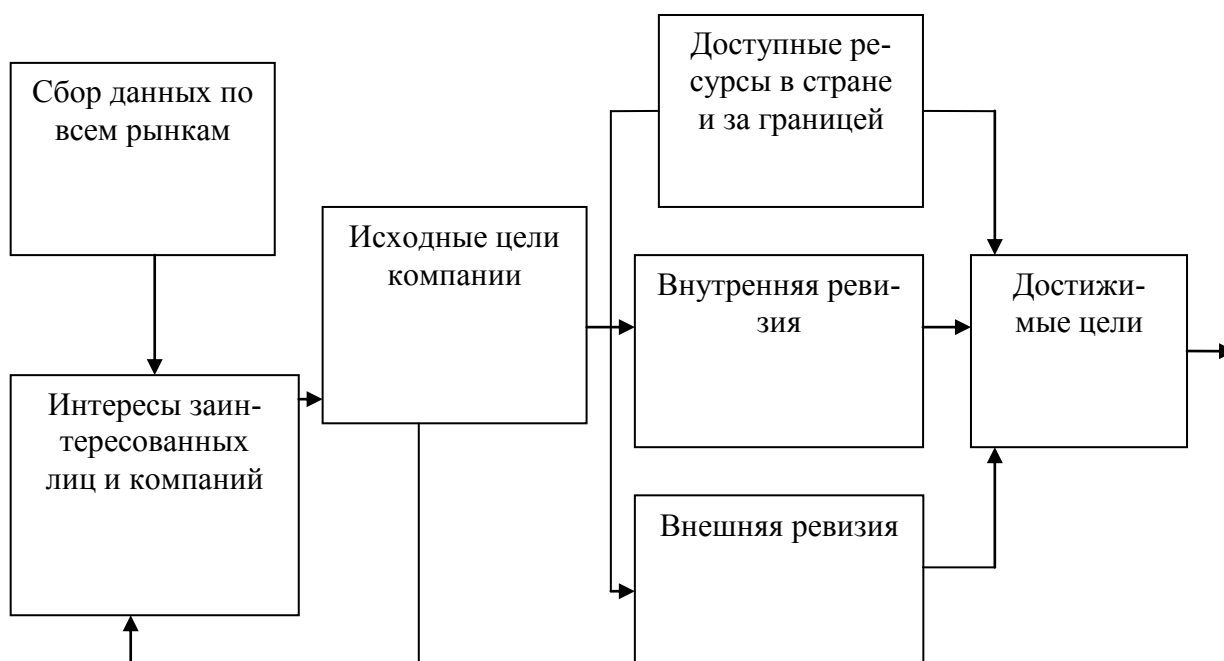 Сбор данных по
всем рынкам
Интересы заин-
тересованных
лиц и компаний
Исходные цели
компании
Доступные ре-
сурсы в стране
и за границей
Внутренняя реви-
зия
Внешняя ревизия
Достижи-
мые цели